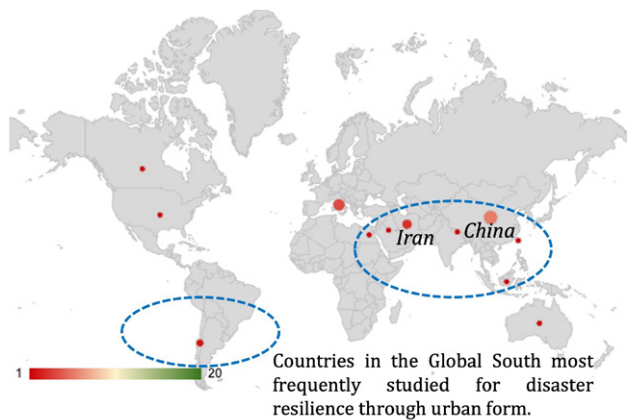 Iran
China
1
20
Countries in the Global South most
frequently studied for disaster
resilience through urban form.